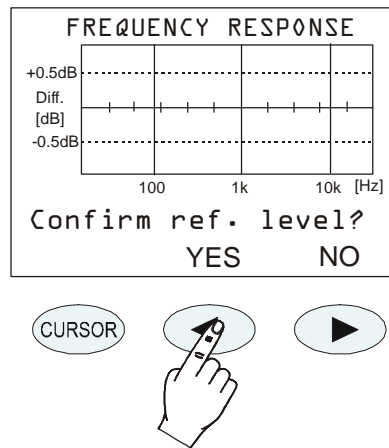 FREQUENCY RESPONSE
+0.5dB
Diff.
[dB]
-0.5dB
100 1k 10k [Hz]
Confirm ref. level?
YES NO
CURSOR